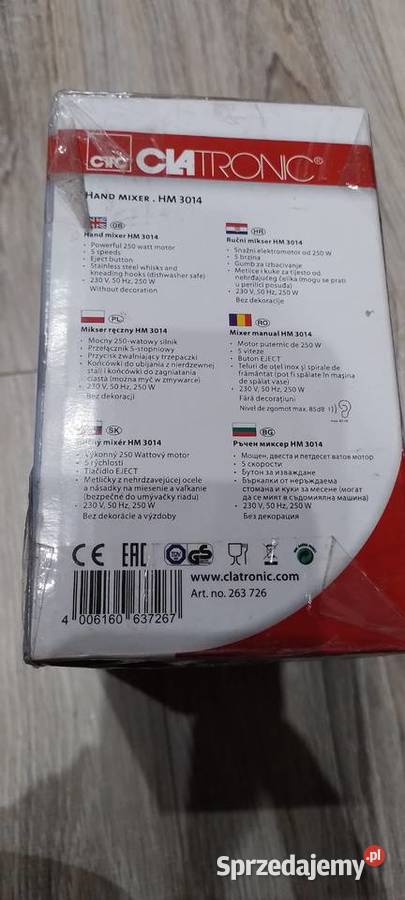 CTC CLATRONIC®
HAND MIXER . HM 3014
GB
Hand mixer HM 3014
• Powerful 250 watt motor
• 5 speeds
• Eject button
• Stainless steel whisks and
kneading hooks (dishwasher safe)
• 230 V, 50 Hz, 250 W
Without decoration
HR
Ručni mikser HM 3014
• Snažni elektromotor od 250 W
• 5 brzina
• Gumb za izbacivanje
• Metlice i kuke za tijesto od
nehrđajućeg čelika (mogu se prati
u perilici posuđa)
• 230 V, 50 Hz, 250 W
Bez dekoracije
PL
Mikser ręczny HM 3014
• Mocny 250-watowy silnik
• Przełącznik 5-stopniowy
• Przycisk zwalniający trzepaczki
• Końcówki do ubijania z nierdzewnej
stali i końcówki do zagniatania
ciasta (można myć w zmywarce)
• 230 V, 50 Hz, 250 W
Bez dekoracji
RO
Mixer manual HM 3014
• Motor puternic de 250 W
• 5 viteze
• Buton EJECT
• Teluri de oţel inox şi spirale de
frământat (pot fi spălate în maşina
de spălat vase)
• 230 V, 50 Hz, 250 W
Fără decoraţiuni
Nivel de zgomot max. 85dB
SK
mixér HM 3014
Výkonný 250 Wattový motor
• 5 rýchlostí
• Tlačidlo EJECT
• Metličky z nehrdzavejúcej ocele
a násadky na miesenie a vaľkanie
(bezpečné do umývačky riadu)
• 230 V, 50 Hz, 250 W
Bez dekorácie a výzdoby
BG
Ръчен миксер HM 3014
• Мощен, двеста и петдесет ватов мотор
• 5 скорости
• Бутон за изваждане
• Бъркалки от неръждаема
стомана и куки за месене (могат
да се мият в съдомиялна машина)
• 230 V, 50 Hz, 250 W
Без декорация
CE EAC TÜV GS
www.clatronic.com
Art. no. 263 726
4 006160 637267
Sprzedajemy.pl